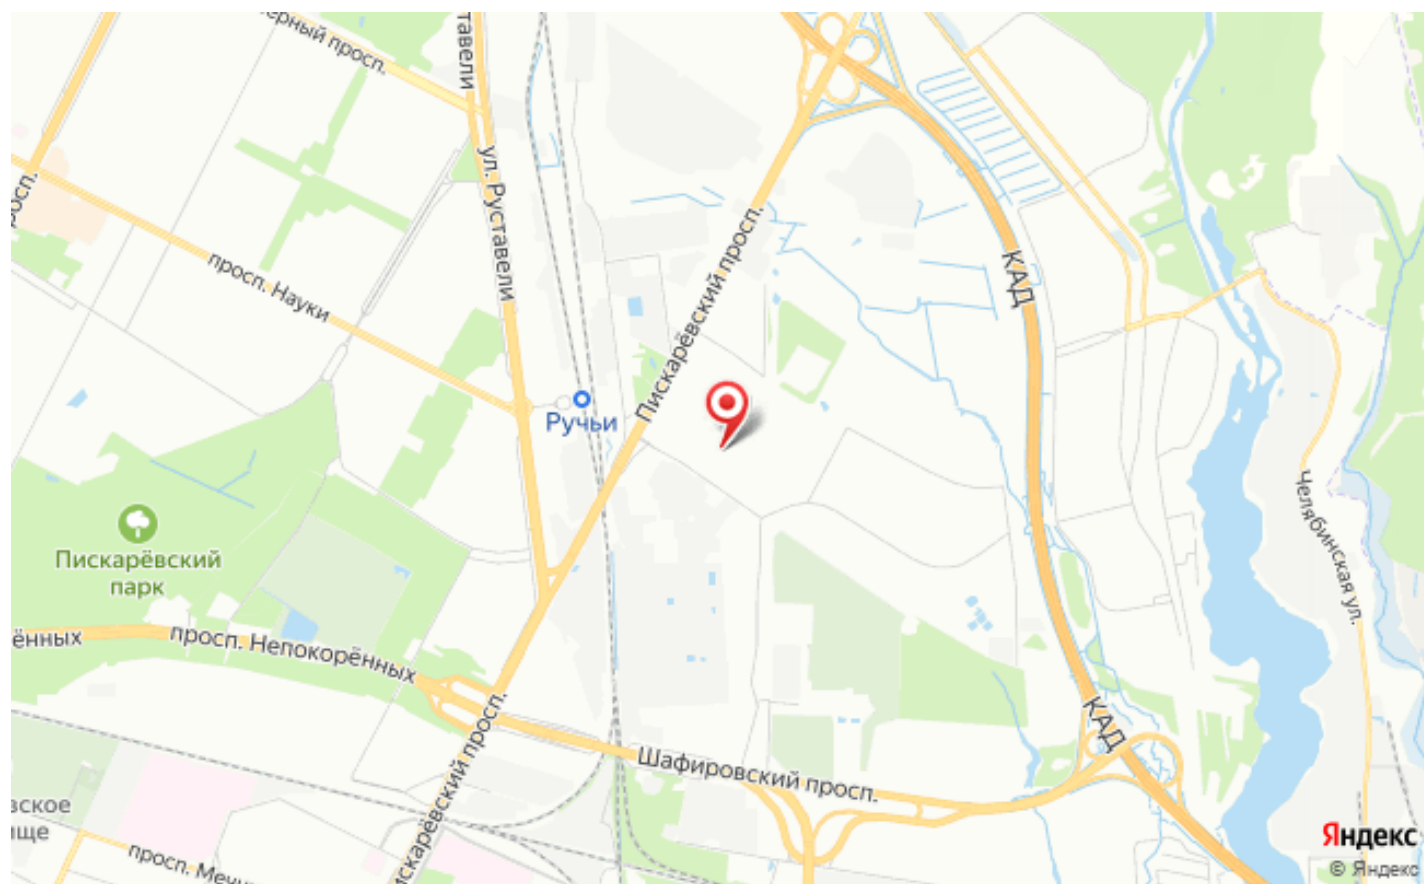 ерный просп.
тавели
ул. Руставели
просп.
просп. Науки
Пискарёвский просп.
КАД
Ручьи
Челябинская ул.
Пискарёвский
парк
ённых
просп. Непокорённых
Пискарёвский просп.
КАД
Шафировский просп.
вское
ище
просп. Мечн
Яндекс
© Яндекс